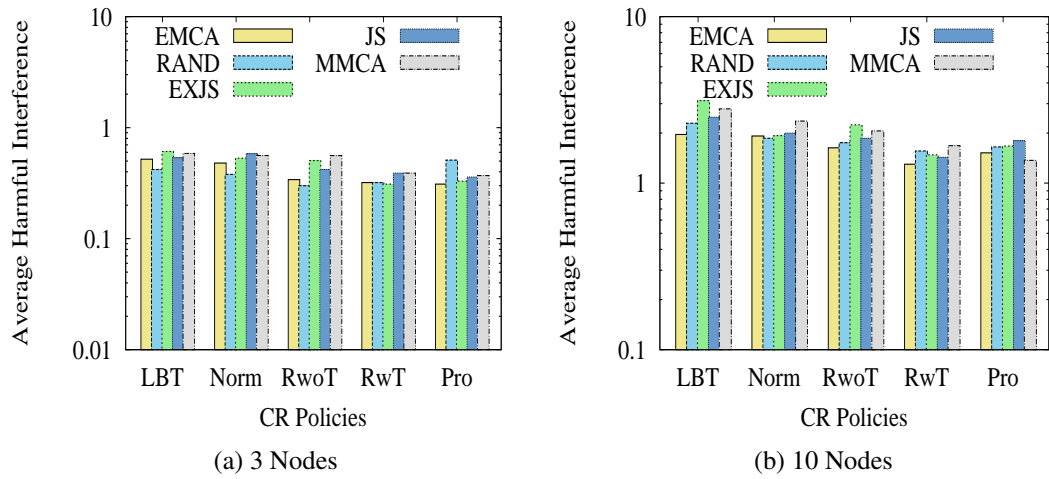 10
1
0.1
0.01
Average Harmful Interference
EMCA
RAND
EXJS
JS
MMCA
LBT Norm RwoT RwT Pro
CR Policies
(a) 3 Nodes
10
1
0.1
Average Harmful Interference
EMCA
RAND
EXJS
JS
MMCA
LBT Norm RwoT RwT Pro
CR Policies
(b) 10 Nodes